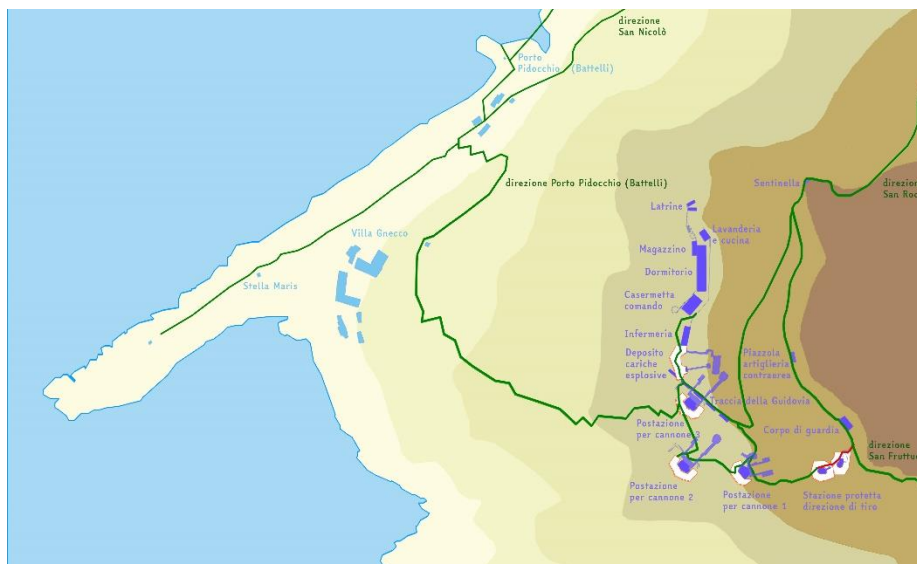 direzione
San Nicolò
Porto
Pidocchio (Battelli)
direzione Porto Pidocchio (Battelli)
Sentinella
direzione
San Roc
Latrine
Lavanderia
e cucina
Villa Gnecco
Magazzino
Dormitorio
Stella Maris
Casermetta
comando
Infermeria
Deposito
cariche
esplosive
Piazzola
artiglieria
contraerea
Traccia della Guidovia
Postazione
per cannone 3
Corpo di guardia
direzione
San Fruttuo
Postazione
per cannone 2
Postazione
per cannone 1
Stazione protetta
direzione di tiro